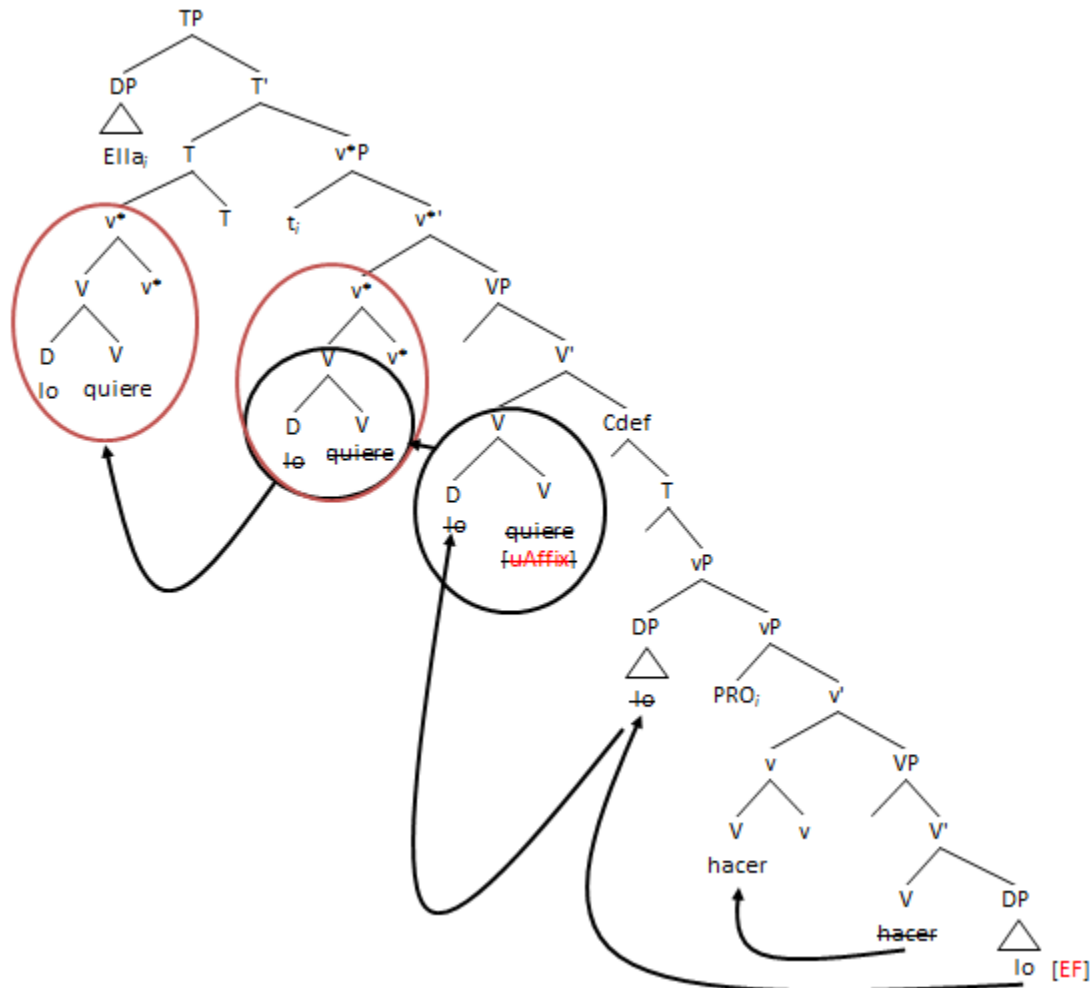 TP
DP T'
Ella_i T v*P
v* T t_i v*'
V v* v* VP
D V V v* V'
lo quiere D V V Cdef
lo quiere D V T
lo quiere
[uAffix] vP
DP vP
lo PRO_i v'
v VP
V v V'
hacer V DP
hacer lo [EF]